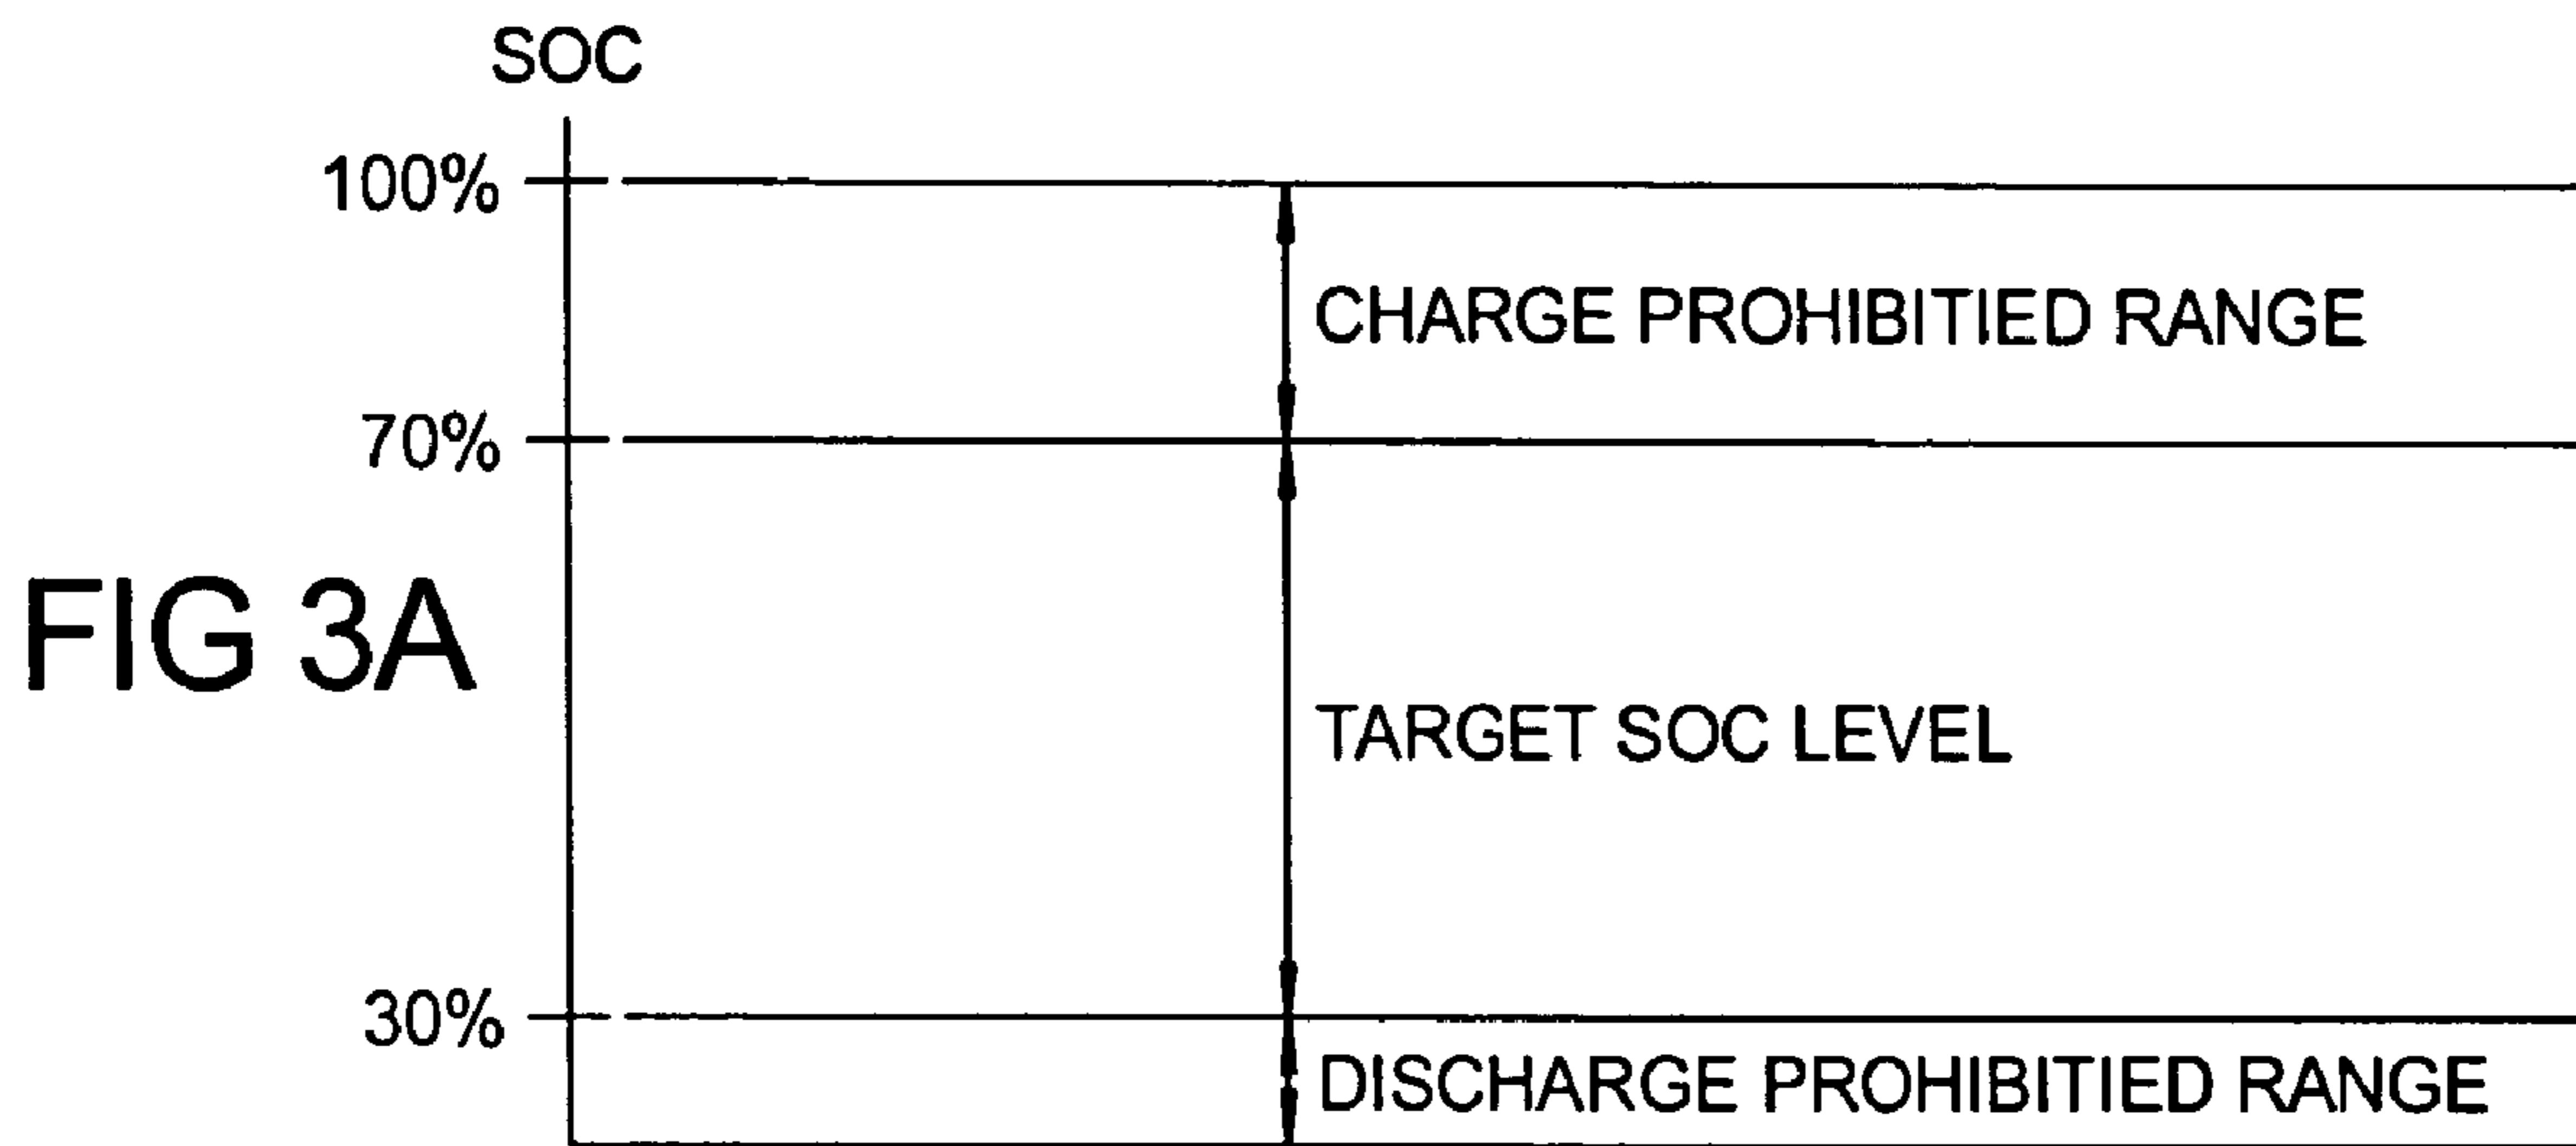 SOC
100%
CHARGE PROHIBITIED RANGE
70%
FIG 3A
TARGET SOC LEVEL
30%
DISCHARGE PROHIBITIED RANGE